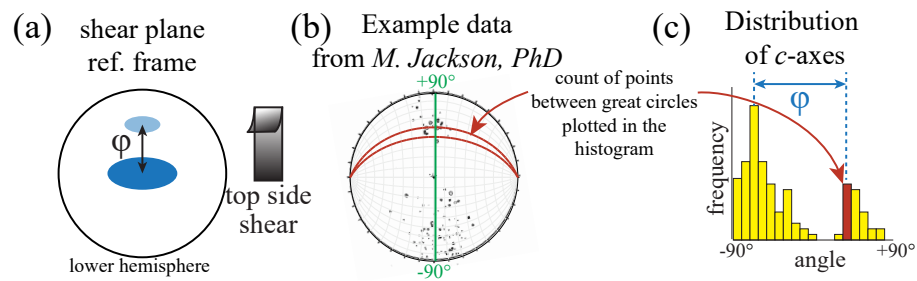 (a)
shear plane
ref. frame
φ
top side
shear
lower hemisphere
(b)
Example data
from M. Jackson, PhD
+90°
-90°
count of points
between great circles
plotted in the
histogram
(c)
Distribution
of c-axes
φ
frequency
-90°
angle
+90°